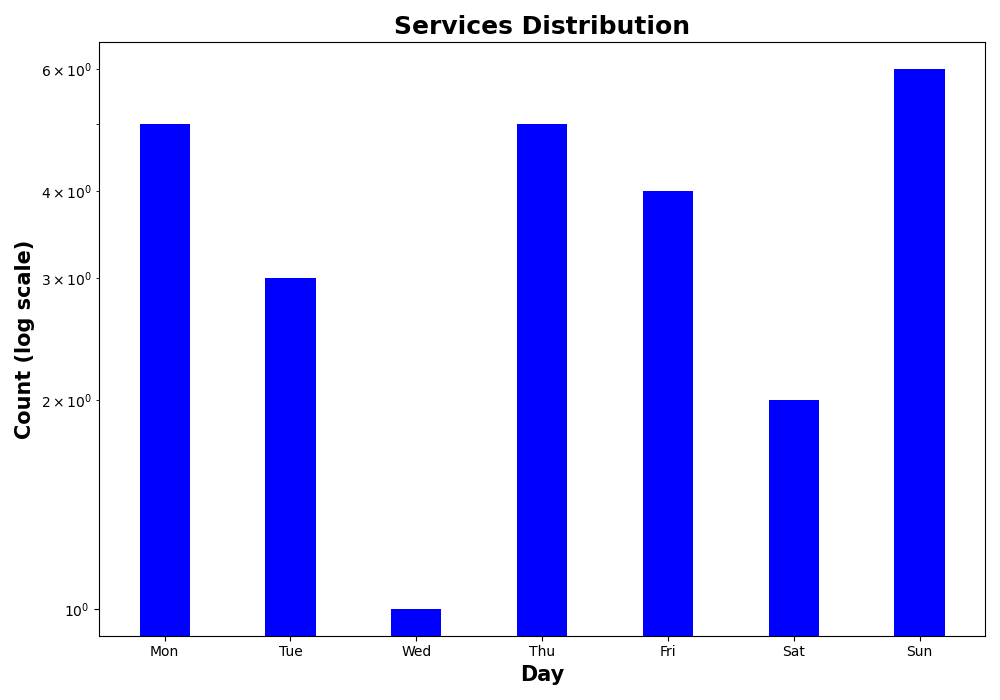 Services Distribution
6 × 10⁰
4 × 10⁰
3 × 10⁰
2 × 10⁰
10⁰
Count (log scale)
Mon Tue Wed Thu Fri Sat Sun
Day